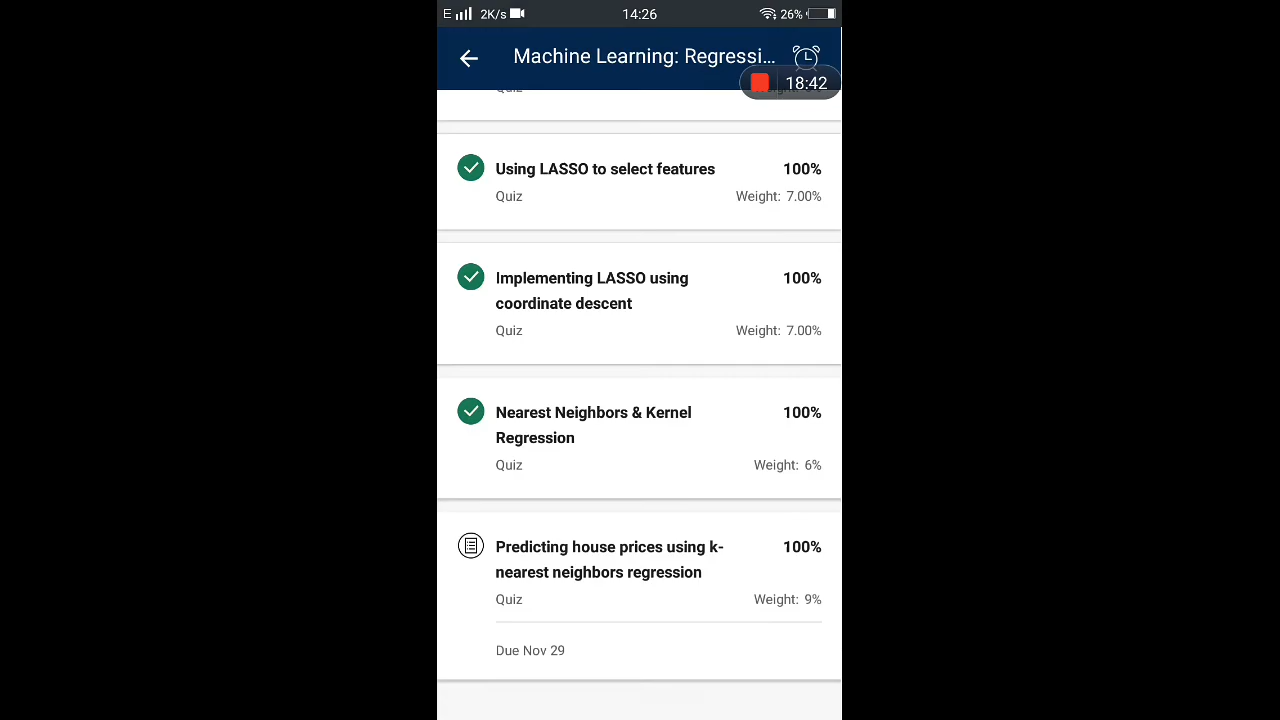 E 2K/s 14:26 26%
Machine Learning: Regressi...
18:42
Quiz
Using LASSO to select features 100%
Quiz Weight: 7.00%
Implementing LASSO using 100%
coordinate descent
Quiz Weight: 7.00%
Nearest Neighbors & Kernel 100%
Regression
Quiz Weight: 6%
Predicting house prices using k- 100%
nearest neighbors regression
Quiz Weight: 9%
Due Nov 29